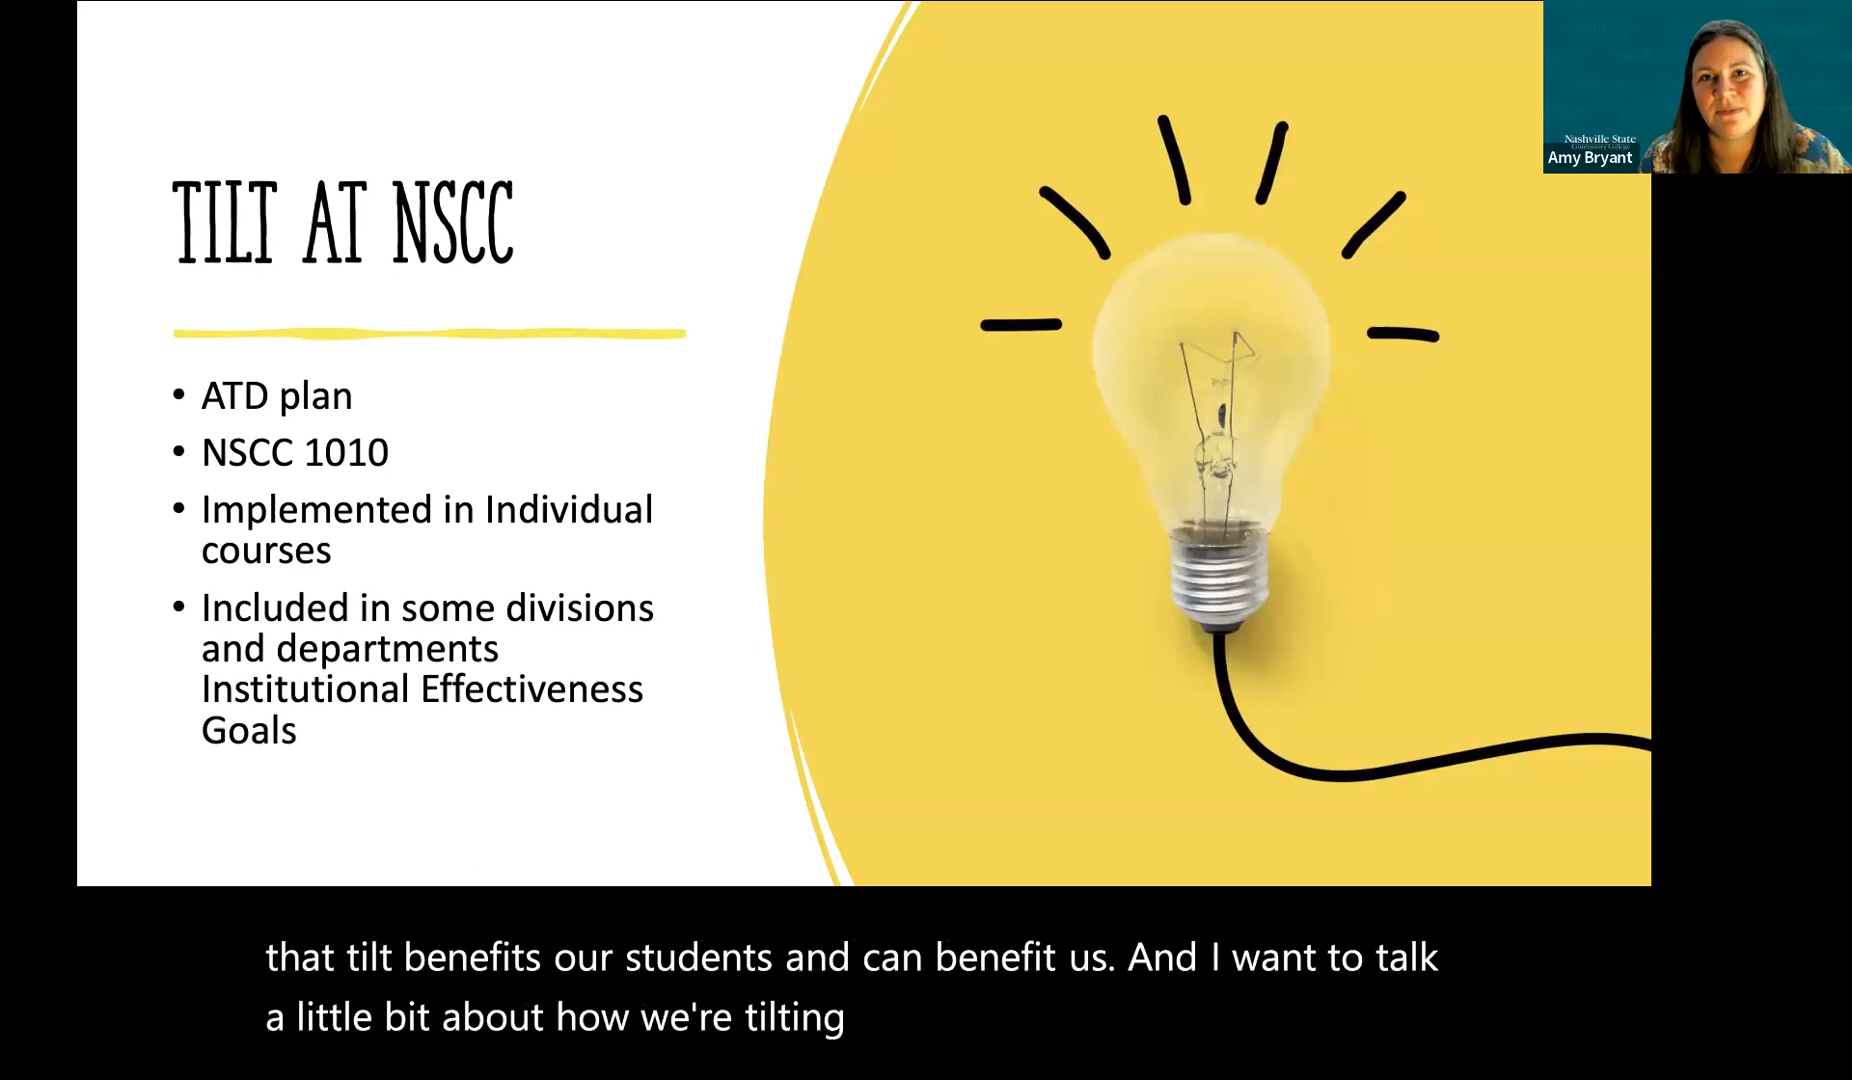 TILT AT NSCC
• ATD plan
• NSCC 1010
• Implemented in Individual
courses
• Included in some divisions
and departments
Institutional Effectiveness
Goals
Nashville State
Community College
Amy Bryant
that tilt benefits our students and can benefit us. And I want to talk
a little bit about how we're tilting